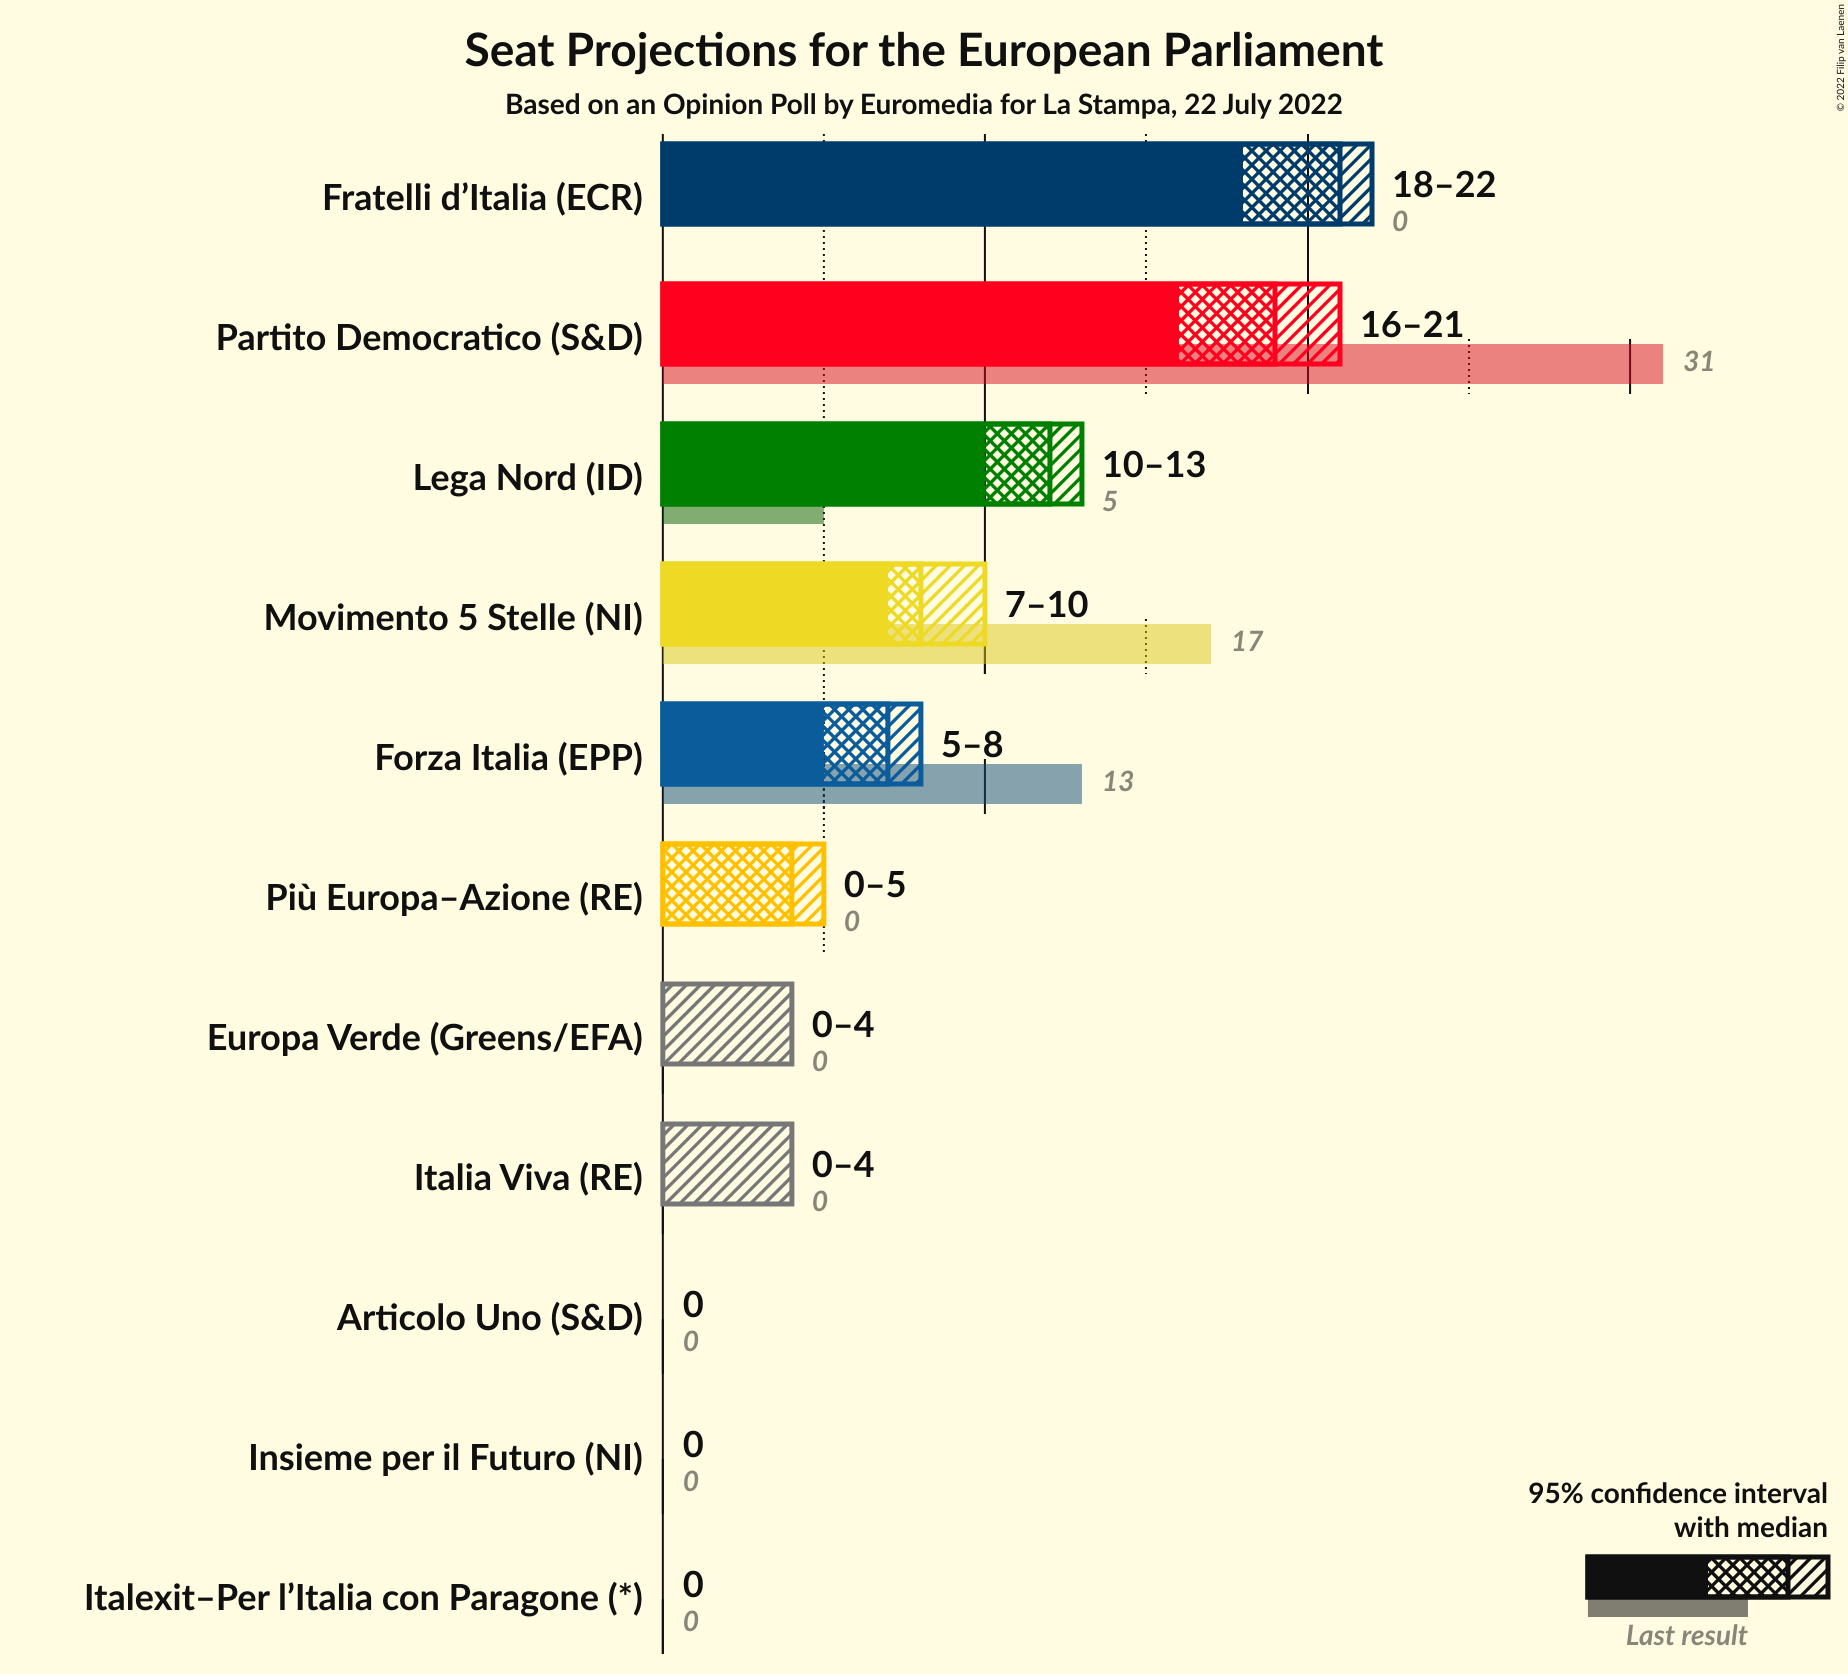 Seat Projections for the European Parliament
Based on an Opinion Poll by Euromedia for La Stampa, 22 July 2022
© 2022 Filip van Laenen
Fratelli d’Italia (ECR)
18–22
0
Partito Democratico (S&D)
16–21
31
Lega Nord (ID)
10–13
5
Movimento 5 Stelle (NI)
7–10
17
Forza Italia (EPP)
5–8
13
Più Europa–Azione (RE)
0–5
0
Europa Verde (Greens/EFA)
0–4
0
Italia Viva (RE)
0–4
0
Articolo Uno (S&D)
0
0
Insieme per il Futuro (NI)
0
0
Italexit–Per l’Italia con Paragone (*)
0
0
95% confidence interval
with median
Last result